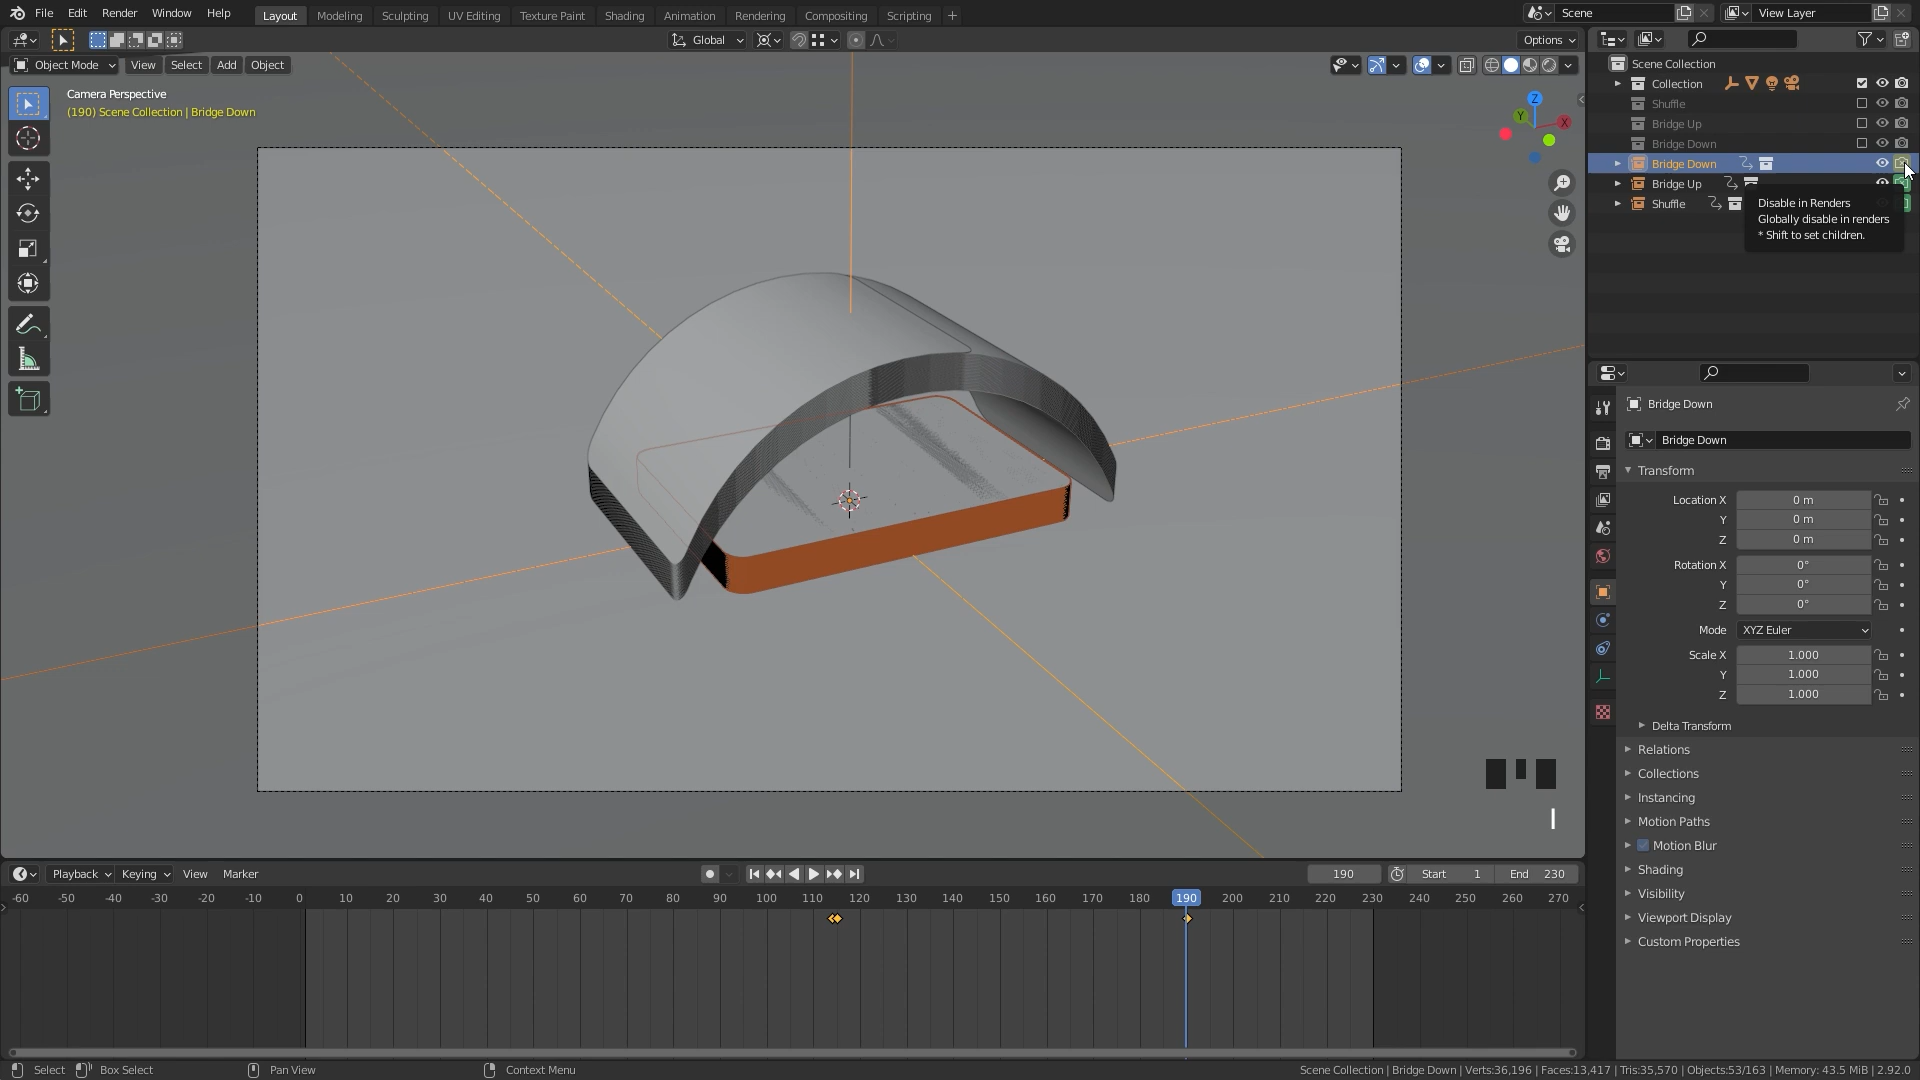 File Edit Render Window Help Layout Modeling Sculpting UV Editing Texture Paint Shading Animation Rendering Compositing Scripting + Scene View Layer
Global Options
Object Mode View Select Add Object
Camera Perspective
(190) Scene Collection | Bridge Down
Z
Y X
Scene Collection
Collection
Shuffle
Bridge Up
Bridge Down
Bridge Down
Bridge Up
Shuffle
Disable in Renders
Globally disable in renders
* Shift to set children.
Bridge Down
Bridge Down
Transform
Location X 0 m
Y 0 m
Z 0 m
Rotation X 0°
Y 0°
Z 0°
Mode XYZ Euler
Scale X 1.000
Y 1.000
Z 1.000
Delta Transform
Relations
Collections
Instancing
Motion Paths
Motion Blur
Shading
Visibility
Viewport Display
Custom Properties
I
Playback Keying View Marker 190 Start 1 End 230
-60 -50 -40 -30 -20 -10 0 10 20 30 40 50 60 70 80 90 100 110 120 130 140 150 160 170 180 190 200 210 220 230 240 250 260 270
Select Box Select Pan View Context Menu Scene Collection | Bridge Down | Verts:36,196 | Faces:13,417 | Tris:35,570 | Objects:53/163 | Memory: 43.5 MiB | 2.92.0